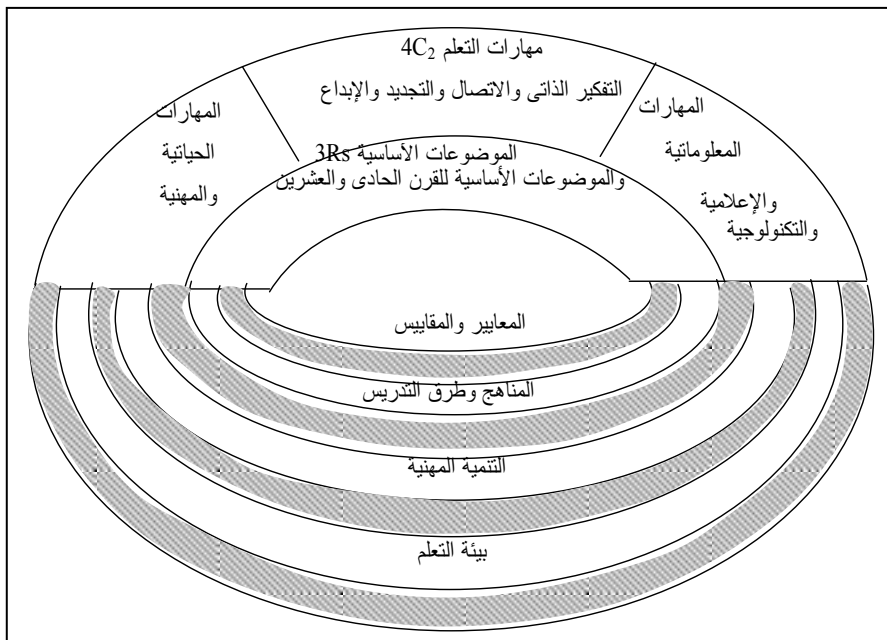 مهارات التعلم 4C₂
التفكير الذاتى والاتصال والتجديد والإبداع
المهارات
المعلوماتية
والإعلامية
والتكنولوجية
المهارات
الحياتية
والمهنية
الموضوعات الأساسية 3Rs
والموضوعات الأساسية للقرن الحادى والعشرين
المعايير والمقاييس
المناهج وطرق التدريس
التنمية المهنية
بيئة التعلم